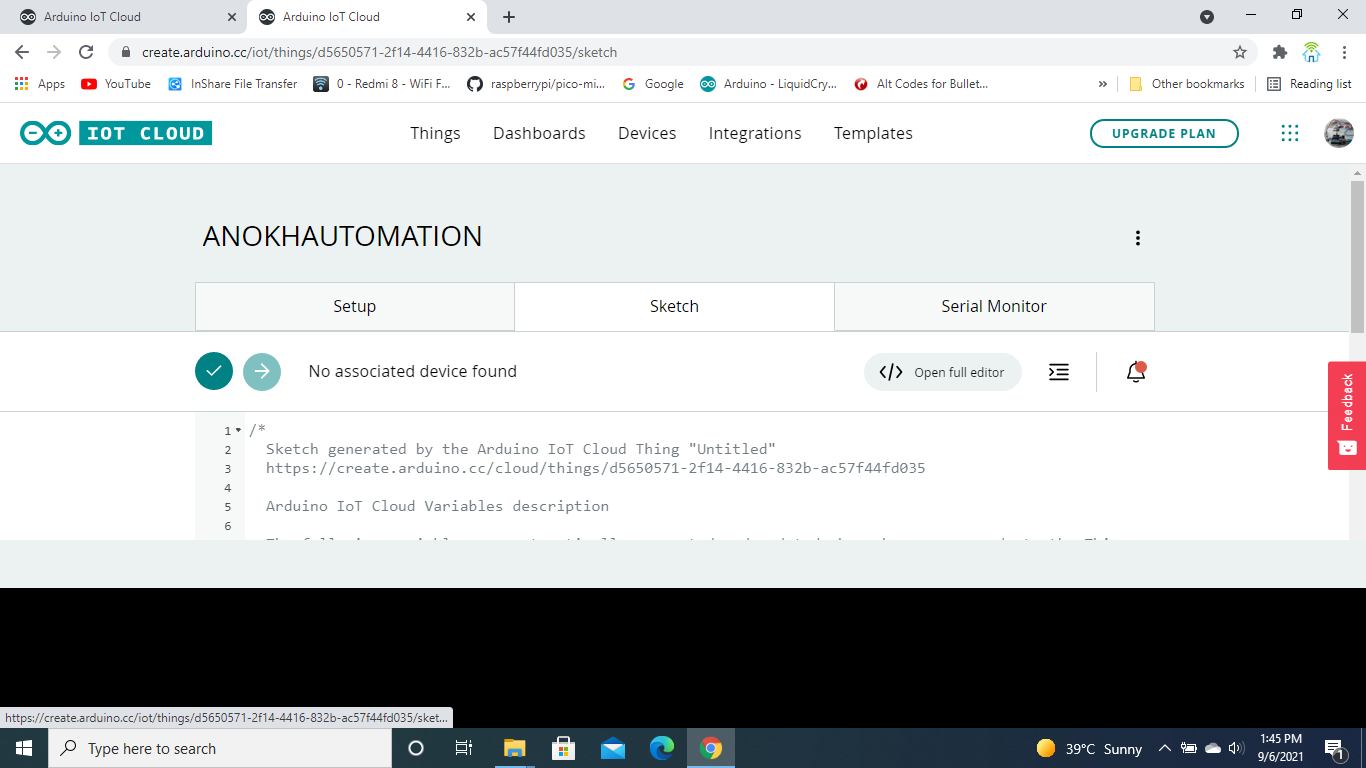 Arduino IoT Cloud
Arduino IoT Cloud
create.arduino.cc/iot/things/d5650571-2f14-4416-832b-ac57f44fd035/sketch
Apps
YouTube
InShare File Transfer
0 - Redmi 8 - WiFi F...
raspberrypi/pico-mi...
Google
Arduino - LiquidCry...
Alt Codes for Bullet...
»
Other bookmarks
Reading list
IOT CLOUD
Things
Dashboards
Devices
Integrations
Templates
UPGRADE PLAN
ANOKHAUTOMATION
Setup
Sketch
Serial Monitor
No associated device found
</> Open full editor
Feedback
1 /*
2 Sketch generated by the Arduino IoT Cloud Thing "Untitled"
3 https://create.arduino.cc/cloud/things/d5650571-2f14-4416-832b-ac57f44fd035
4
5 Arduino IoT Cloud Variables description
6
https://create.arduino.cc/iot/things/d5650571-2f14-4416-832b-ac57f44fd035/sket...
Type here to search
39°C Sunny
1:45 PM
9/6/2021
1